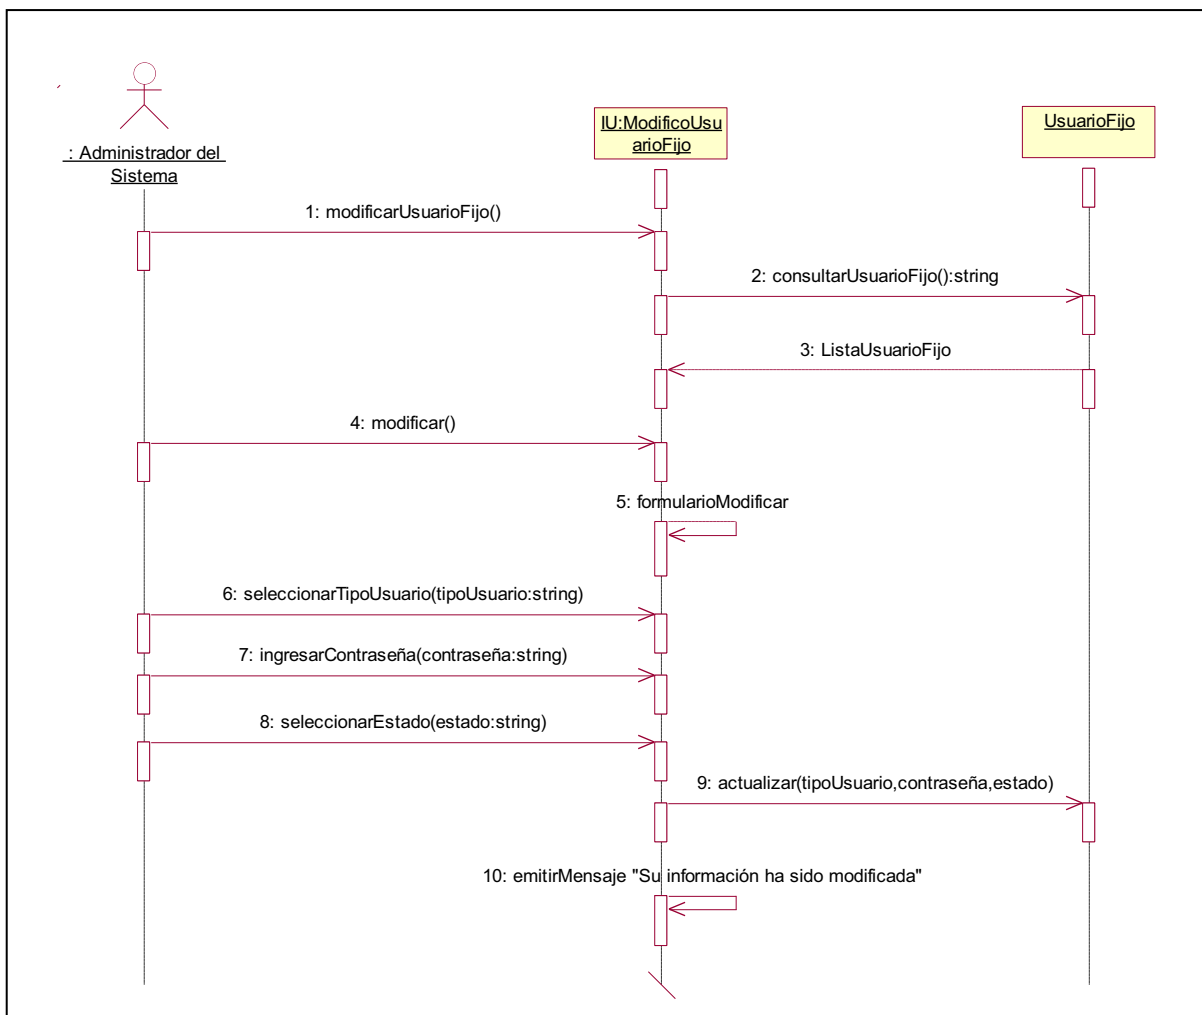 : Administrador del
Sistema
IU:ModificoUsu
arioFijo
UsuarioFijo
1: modificarUsuarioFijo()
2: consultarUsuarioFijo():string
3: ListaUsuarioFijo
4: modificar()
5: formularioModificar
6: seleccionarTipoUsuario(tipoUsuario:string)
7: ingresarContraseña(contraseña:string)
8: seleccionarEstado(estado:string)
9: actualizar(tipoUsuario,contraseña,estado)
10: emitirMensaje "Su información ha sido modificada"